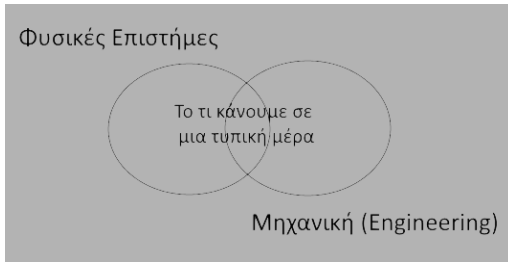 Φυσικές Επιστήμες
Το τι κάνουμε σε
μια τυπική μέρα
Μηχανική (Engineering)